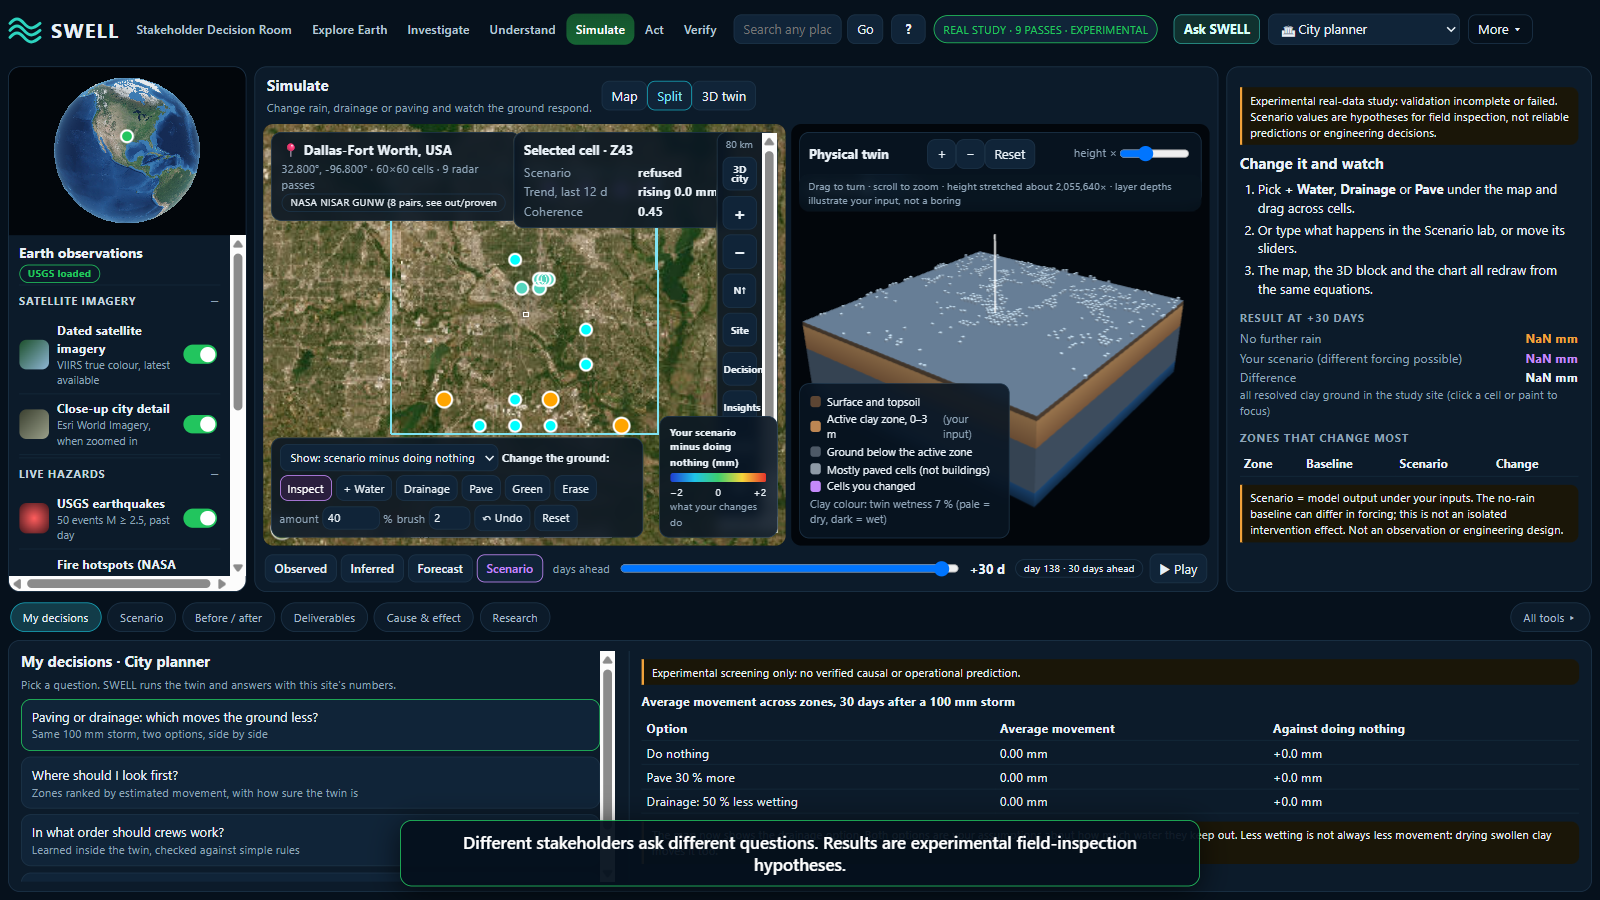 SWELL
Stakeholder Decision Room
Explore Earth
Investigate
Understand
Simulate
Act
Verify
Search any plac
Go
?
REAL STUDY · 9 PASSES · EXPERIMENTAL
Ask SWELL
City planner
More
Earth observations
USGS loaded
SATELLITE IMAGERY
Dated satellite
imagery
VIIRS true colour, latest
available
Close-up city detail
Esri World Imagery,
when zoomed in
LIVE HAZARDS
USGS earthquakes
50 events M ≥ 2.5, past
day
Fire hotspots (NASA
Simulate
Change rain, drainage or paving and watch the ground respond.
Map
Split
3D twin
Dallas-Fort Worth, USA
32.800°, -96.800° · 60×60 cells · 9 radar
passes
NASA NISAR GUNW (8 pairs, see out/proven
Selected cell · Z43
Scenario refused
Trend, last 12 d rising 0.0 mm
Coherence 0.45
80 km
3D
city
+
−
N↑
Site
Decision
Insights
Show: scenario minus doing nothing
Change the ground:
Inspect
+ Water
Drainage
Pave
Green
Erase
amount 40 % brush 2
Undo
Reset
Your scenario
minus doing
nothing (mm)
−2 0 +2
what your changes
do
Physical twin
+
−
Reset
height ×
Drag to turn · scroll to zoom · height stretched about 2,055,640× · layer depths
illustrate your input, not a boring
Surface and topsoil
Active clay zone, 0–3 m (your input)
Ground below the active zone
Mostly paved cells (not buildings)
Cells you changed
Clay colour: twin wetness 7 % (pale =
dry, dark = wet)
Observed
Inferred
Forecast
Scenario
days ahead
+30 d
day 138 · 30 days ahead
Play
Experimental real-data study: validation incomplete or failed.
Scenario values are hypotheses for field inspection, not reliable
predictions or engineering decisions.
Change it and watch
1. Pick + Water, Drainage or Pave under the map and
drag across cells.
2. Or type what happens in the Scenario lab, or move its
sliders.
3. The map, the 3D block and the chart all redraw from
the same equations.
RESULT AT +30 DAYS
No further rain NaN mm
Your scenario (different forcing possible) NaN mm
Difference NaN mm
all resolved clay ground in the study site (click a cell or paint to
focus)
ZONES THAT CHANGE MOST
Zone Baseline Scenario Change
Scenario = model output under your inputs. The no-rain
baseline can differ in forcing; this is not an isolated
intervention effect. Not an observation or engineering design.
My decisions
Scenario
Before / after
Deliverables
Cause & effect
Research
All tools
My decisions · City planner
Pick a question. SWELL runs the twin and answers with this site's numbers.
Paving or drainage: which moves the ground less?
Same 100 mm storm, two options, side by side
Where should I look first?
Zones ranked by estimated movement, with how sure the twin is
In what order should crews work?
Learned inside the twin, checked against simple rules
Experimental screening only: no verified causal or operational prediction.
Average movement across zones, 30 days after a 100 mm storm
Option Average movement Against doing nothing
Do nothing 0.00 mm +0.0 mm
Pave 30 % more 0.00 mm +0.0 mm
Drainage: 50 % less wetting 0.00 mm +0.0 mm
keep out. Less wetting is not always less movement: drying swollen clay
Different stakeholders ask different questions. Results are experimental field-inspection
hypotheses.